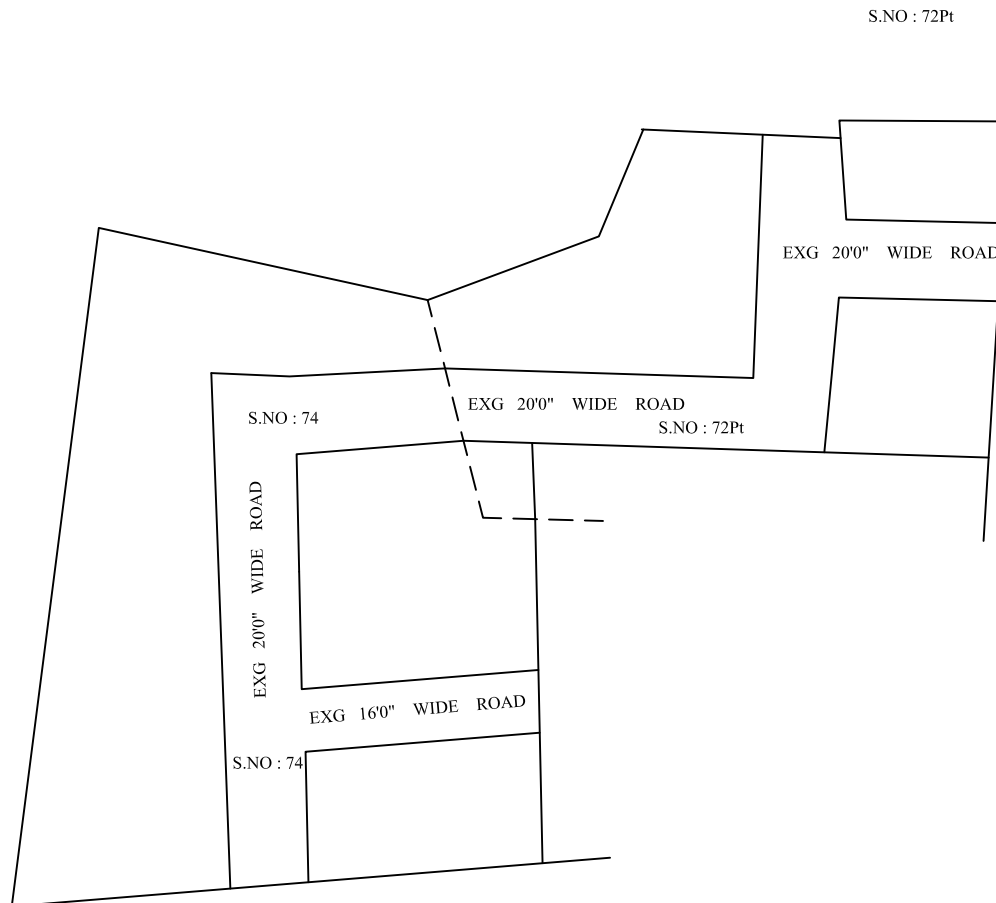 S.NO : 72Pt
EXG 20'0" WIDE ROAD
EXG 20'0" WIDE ROAD
S.NO : 74
S.NO : 72Pt
EXG 20'0" WIDE ROAD
EXG 16'0" WIDE ROAD
S.NO : 74